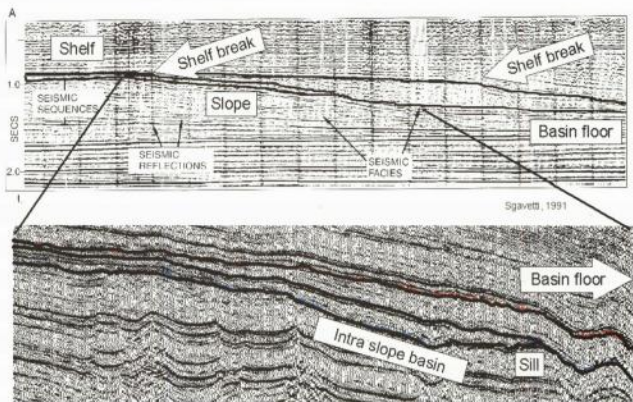 A
Shelf
Shelf break
Shelf break
1.0
SEISMIC
SEQUENCES
Slope
SECS
Basin floor
SEISMIC
REFLECTIONS
SEISMIC
FACIES
2.0
Sgavetti, 1991
Basin floor
Intra slope basin
Sill